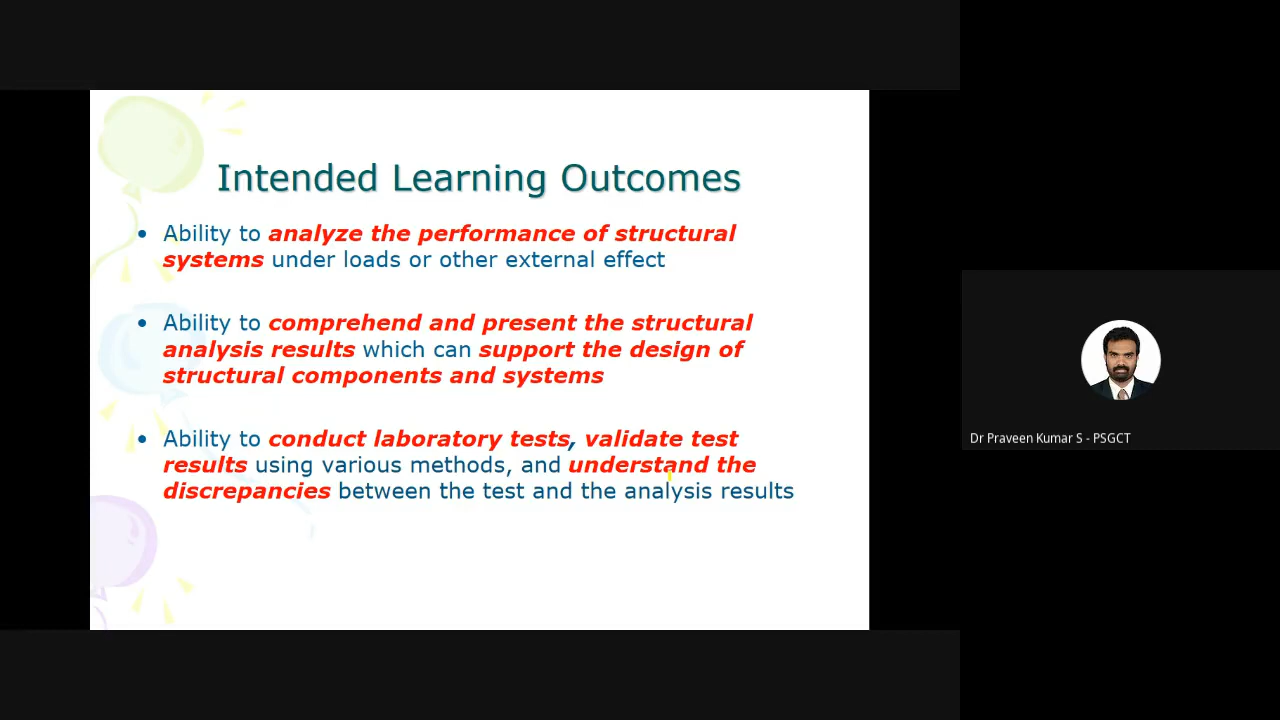 Intended Learning Outcomes
• Ability to analyze the performance of structural
systems under loads or other external effect
• Ability to comprehend and present the structural
analysis results which can support the design of
structural components and systems
• Ability to conduct laboratory tests, validate test
results using various methods, and understand the
discrepancies between the test and the analysis results
Dr Praveen Kumar S - PSGCT